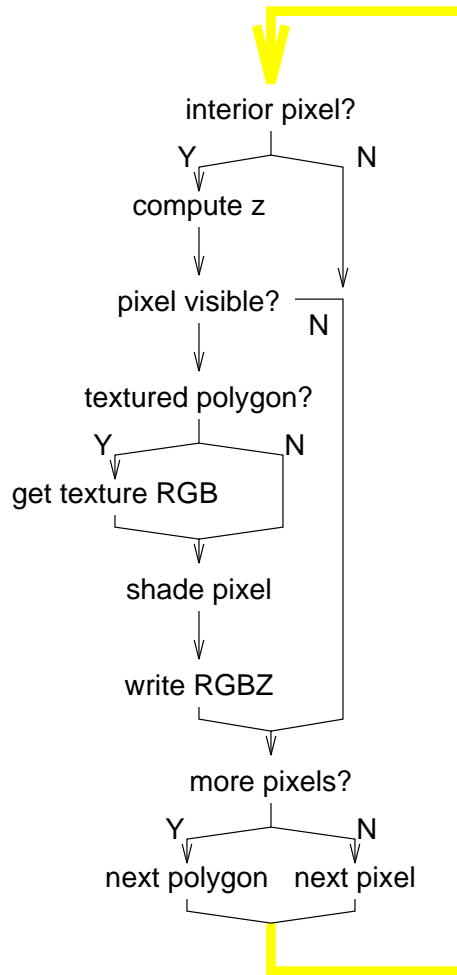 interior pixel?
Y N
compute z
pixel visible?
N
textured polygon?
Y N
get texture RGB
shade pixel
write RGBZ
more pixels?
Y N
next polygon next pixel